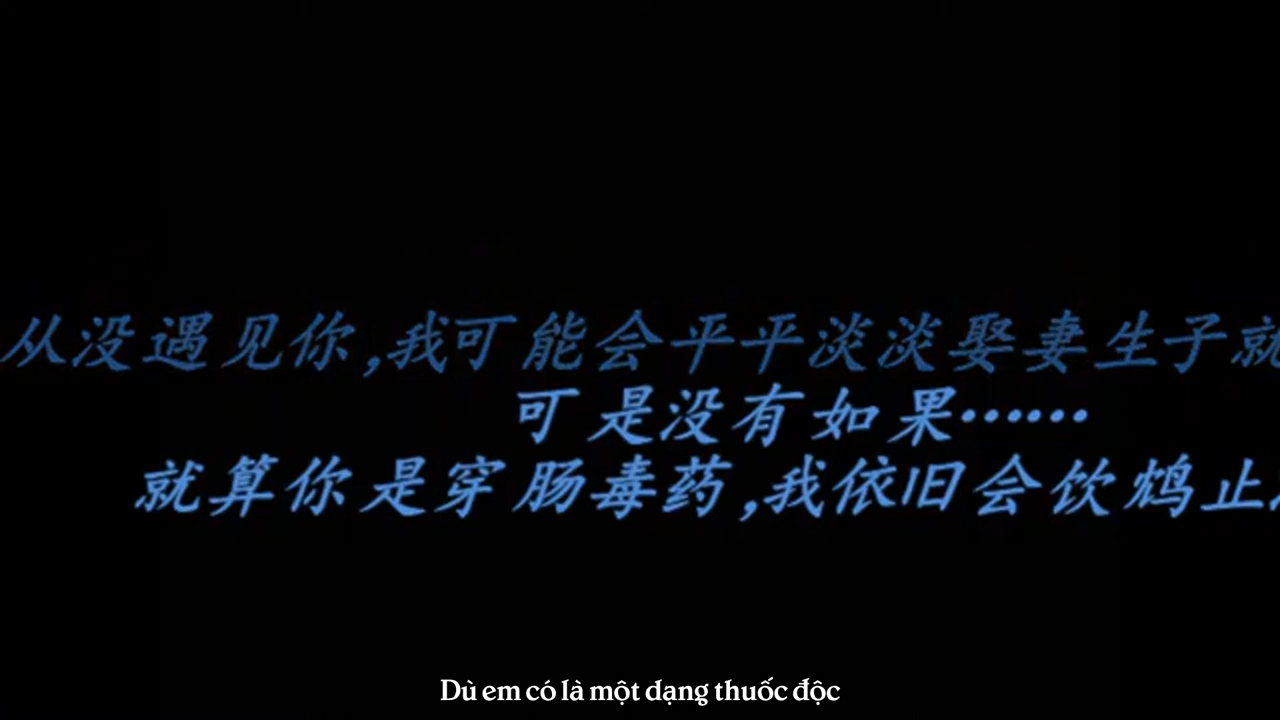 从没遇见你,我可能会平平淡淡娶妻生子就
可是没有如果……
就算你是穿肠毒药,我依旧会饮鸩止
Dù em có là một dạng thuốc độc